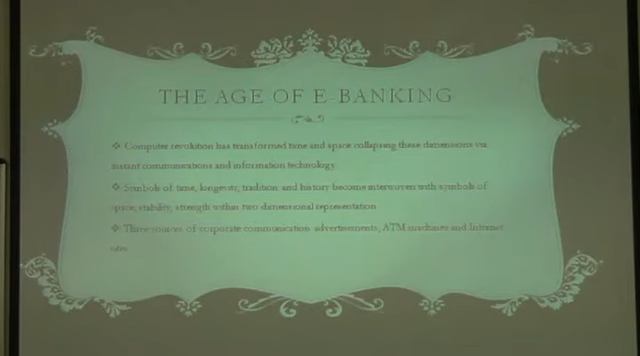 THE AGE OF E-BANKING
❖ Computer revolution has transformed time and space collapsing these dimensions via
instant communications and information technology
❖ Symbols of time, longevity, tradition and history become interwoven with symbols of
space, stability, strength within two-dimensional representation
❖ Three sources of corporate communication advertisements, ATM machines and Internet
sites